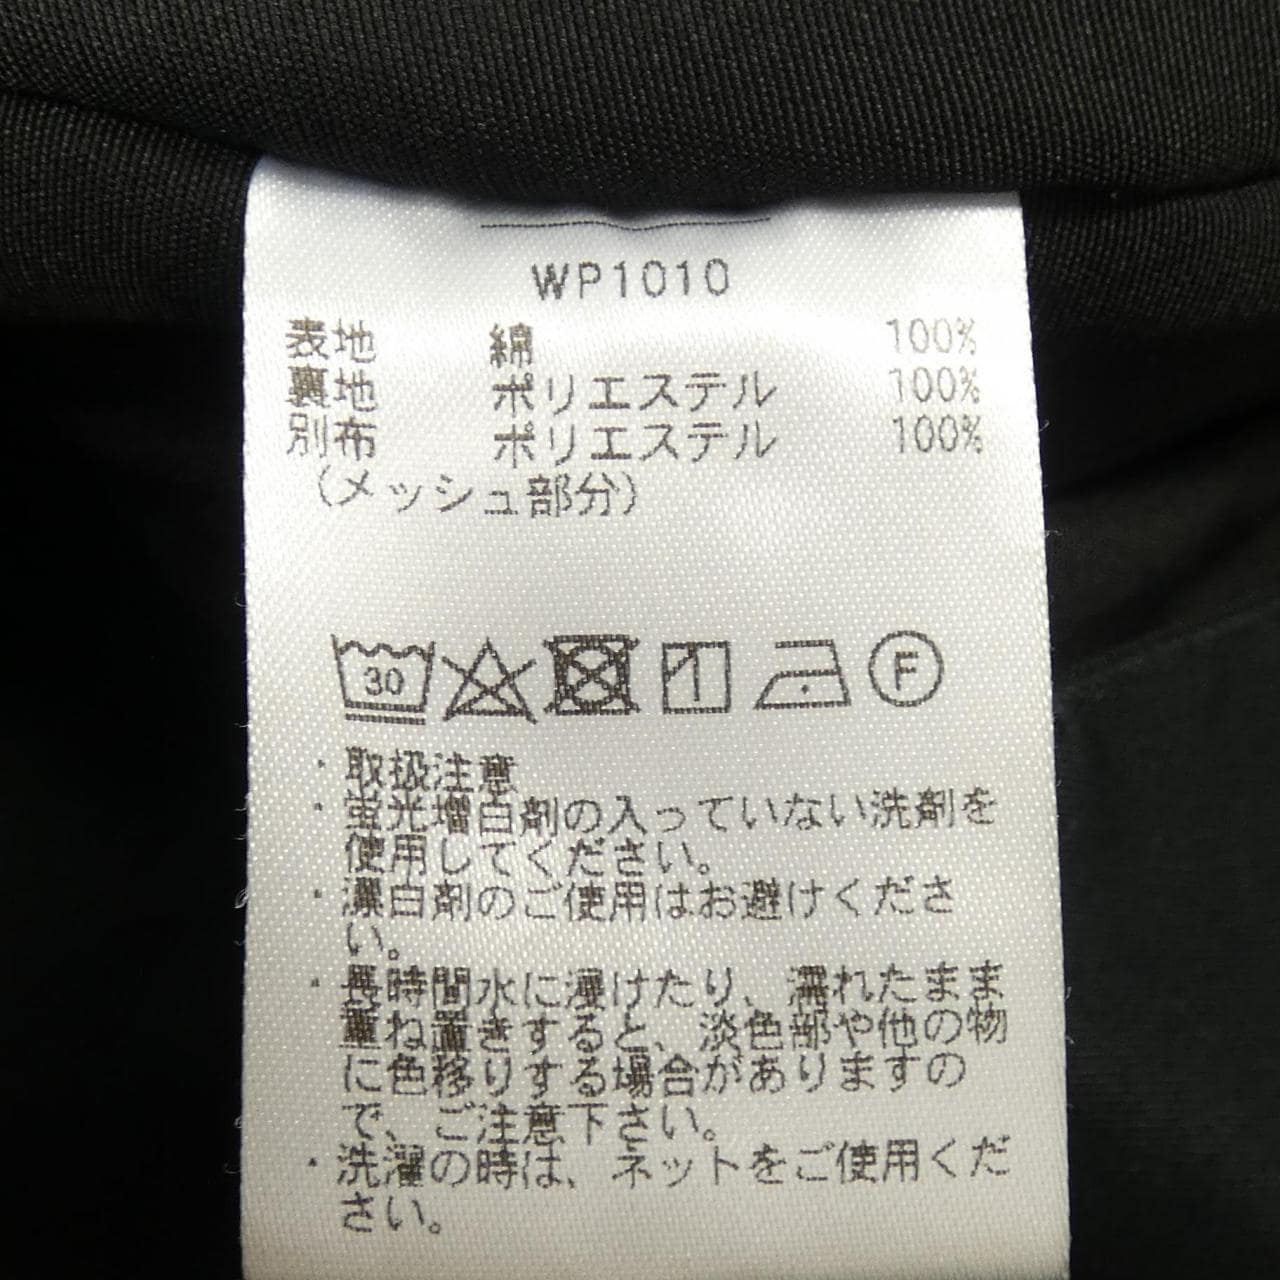 WP1010
表地 綿 100%
裏地 ポリエステル 100%
別布 ポリエステル 100%
（メッシュ部分）
30 F
・取扱注意
・蛍光増白剤の入っていない洗剤を
使用してください。
・漂白剤のご使用はお避けくださ
い。
・長時間水に浸けたり、濡れたまま
重ね置きすると、淡色部や他の物
に色移りする場合がありますの
で、ご注意下さい。
・洗濯の時は、ネットをご使用くだ
さい。